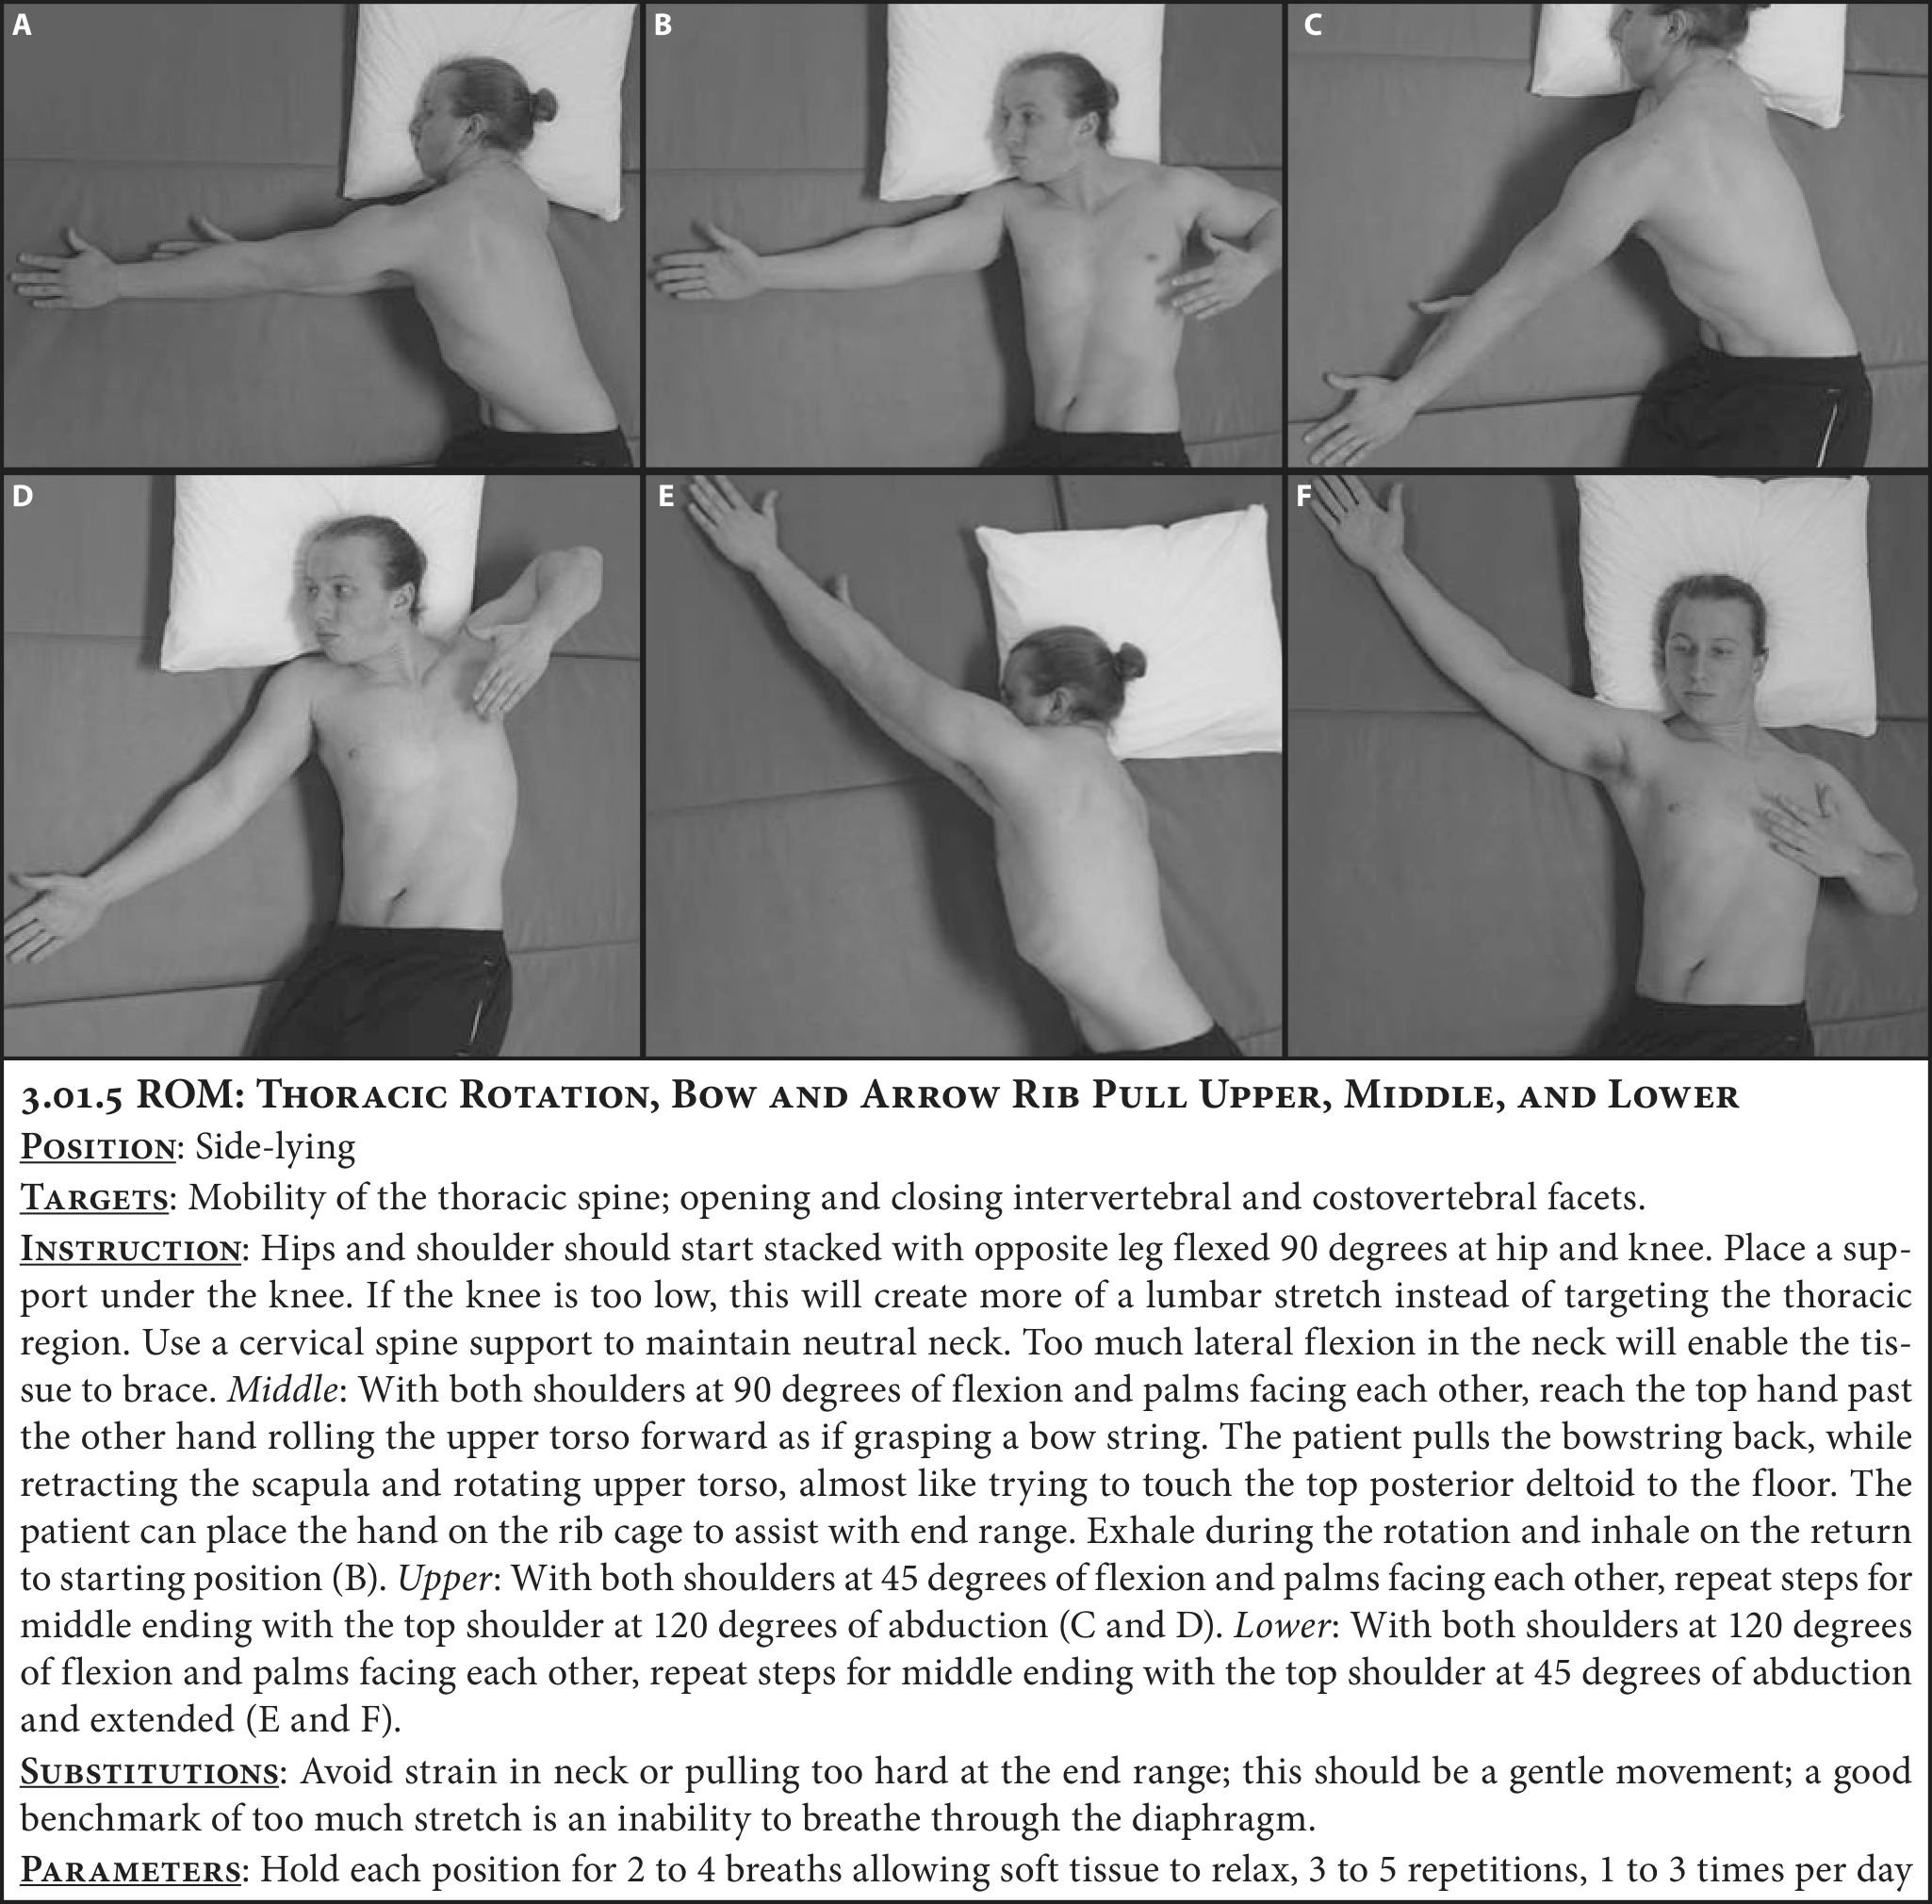 A
B
C
D
E
F
3.01.5 ROM: Thoracic Rotation, Bow and Arrow Rib Pull Upper, Middle, and Lower
Position: Side-lying
Targets: Mobility of the thoracic spine; opening and closing intervertebral and costovertebral facets.
Instruction: Hips and shoulder should start stacked with opposite leg flexed 90 degrees at hip and knee. Place a sup-
port under the knee. If the knee is too low, this will create more of a lumbar stretch instead of targeting the thoracic
region. Use a cervical spine support to maintain neutral neck. Too much lateral flexion in the neck will enable the tis-
sue to brace. Middle: With both shoulders at 90 degrees of flexion and palms facing each other, reach the top hand past
the other hand rolling the upper torso forward as if grasping a bow string. The patient pulls the bowstring back, while
retracting the scapula and rotating upper torso, almost like trying to touch the top posterior deltoid to the floor. The
patient can place the hand on the rib cage to assist with end range. Exhale during the rotation and inhale on the return
to starting position (B). Upper: With both shoulders at 45 degrees of flexion and palms facing each other, repeat steps for
middle ending with the top shoulder at 120 degrees of abduction (C and D). Lower: With both shoulders at 120 degrees
of flexion and palms facing each other, repeat steps for middle ending with the top shoulder at 45 degrees of abduction
and extended (E and F).
Substitutions: Avoid strain in neck or pulling too hard at the end range; this should be a gentle movement; a good
benchmark of too much stretch is an inability to breathe through the diaphragm.
Parameters: Hold each position for 2 to 4 breaths allowing soft tissue to relax, 3 to 5 repetitions, 1 to 3 times per day